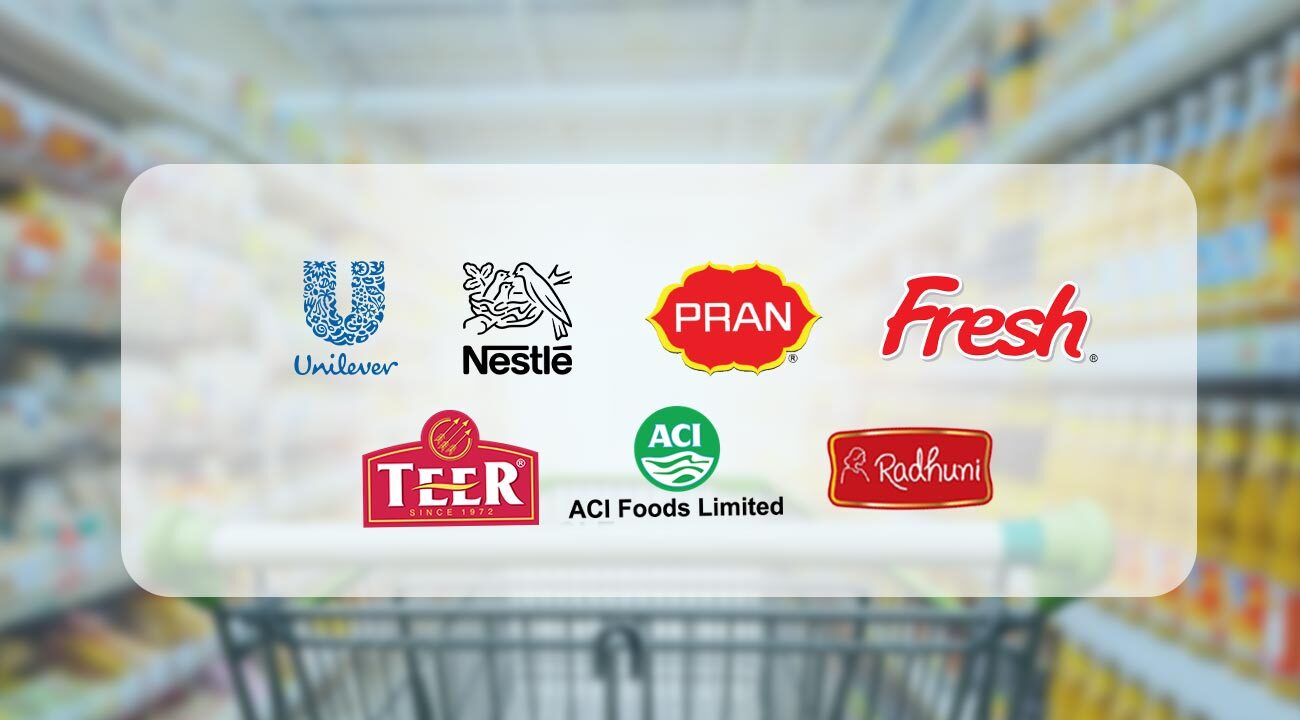 Unilever
Nestlé
PRAN
®
Fresh
®
TEER®
SINCE 1972
ACI
ACI Foods Limited
Radhuni